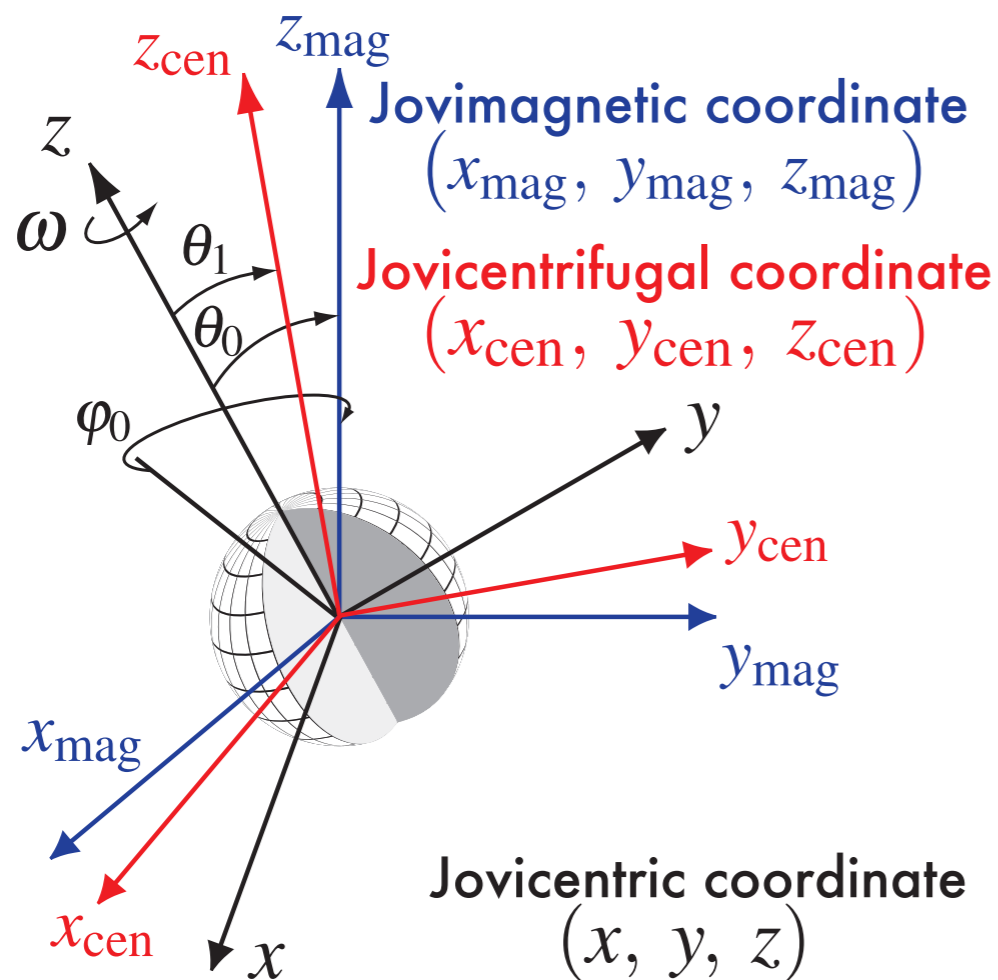 z_mag
z_cen
Jovimagnetic coordinate
(x_mag, y_mag, z_mag)
z
ω
θ_1
Jovicentrifugal coordinate
(x_cen, y_cen, z_cen)
θ_0
φ_0
y
y_cen
y_mag
x_mag
x_cen
x
Jovicentric coordinate
(x, y, z)